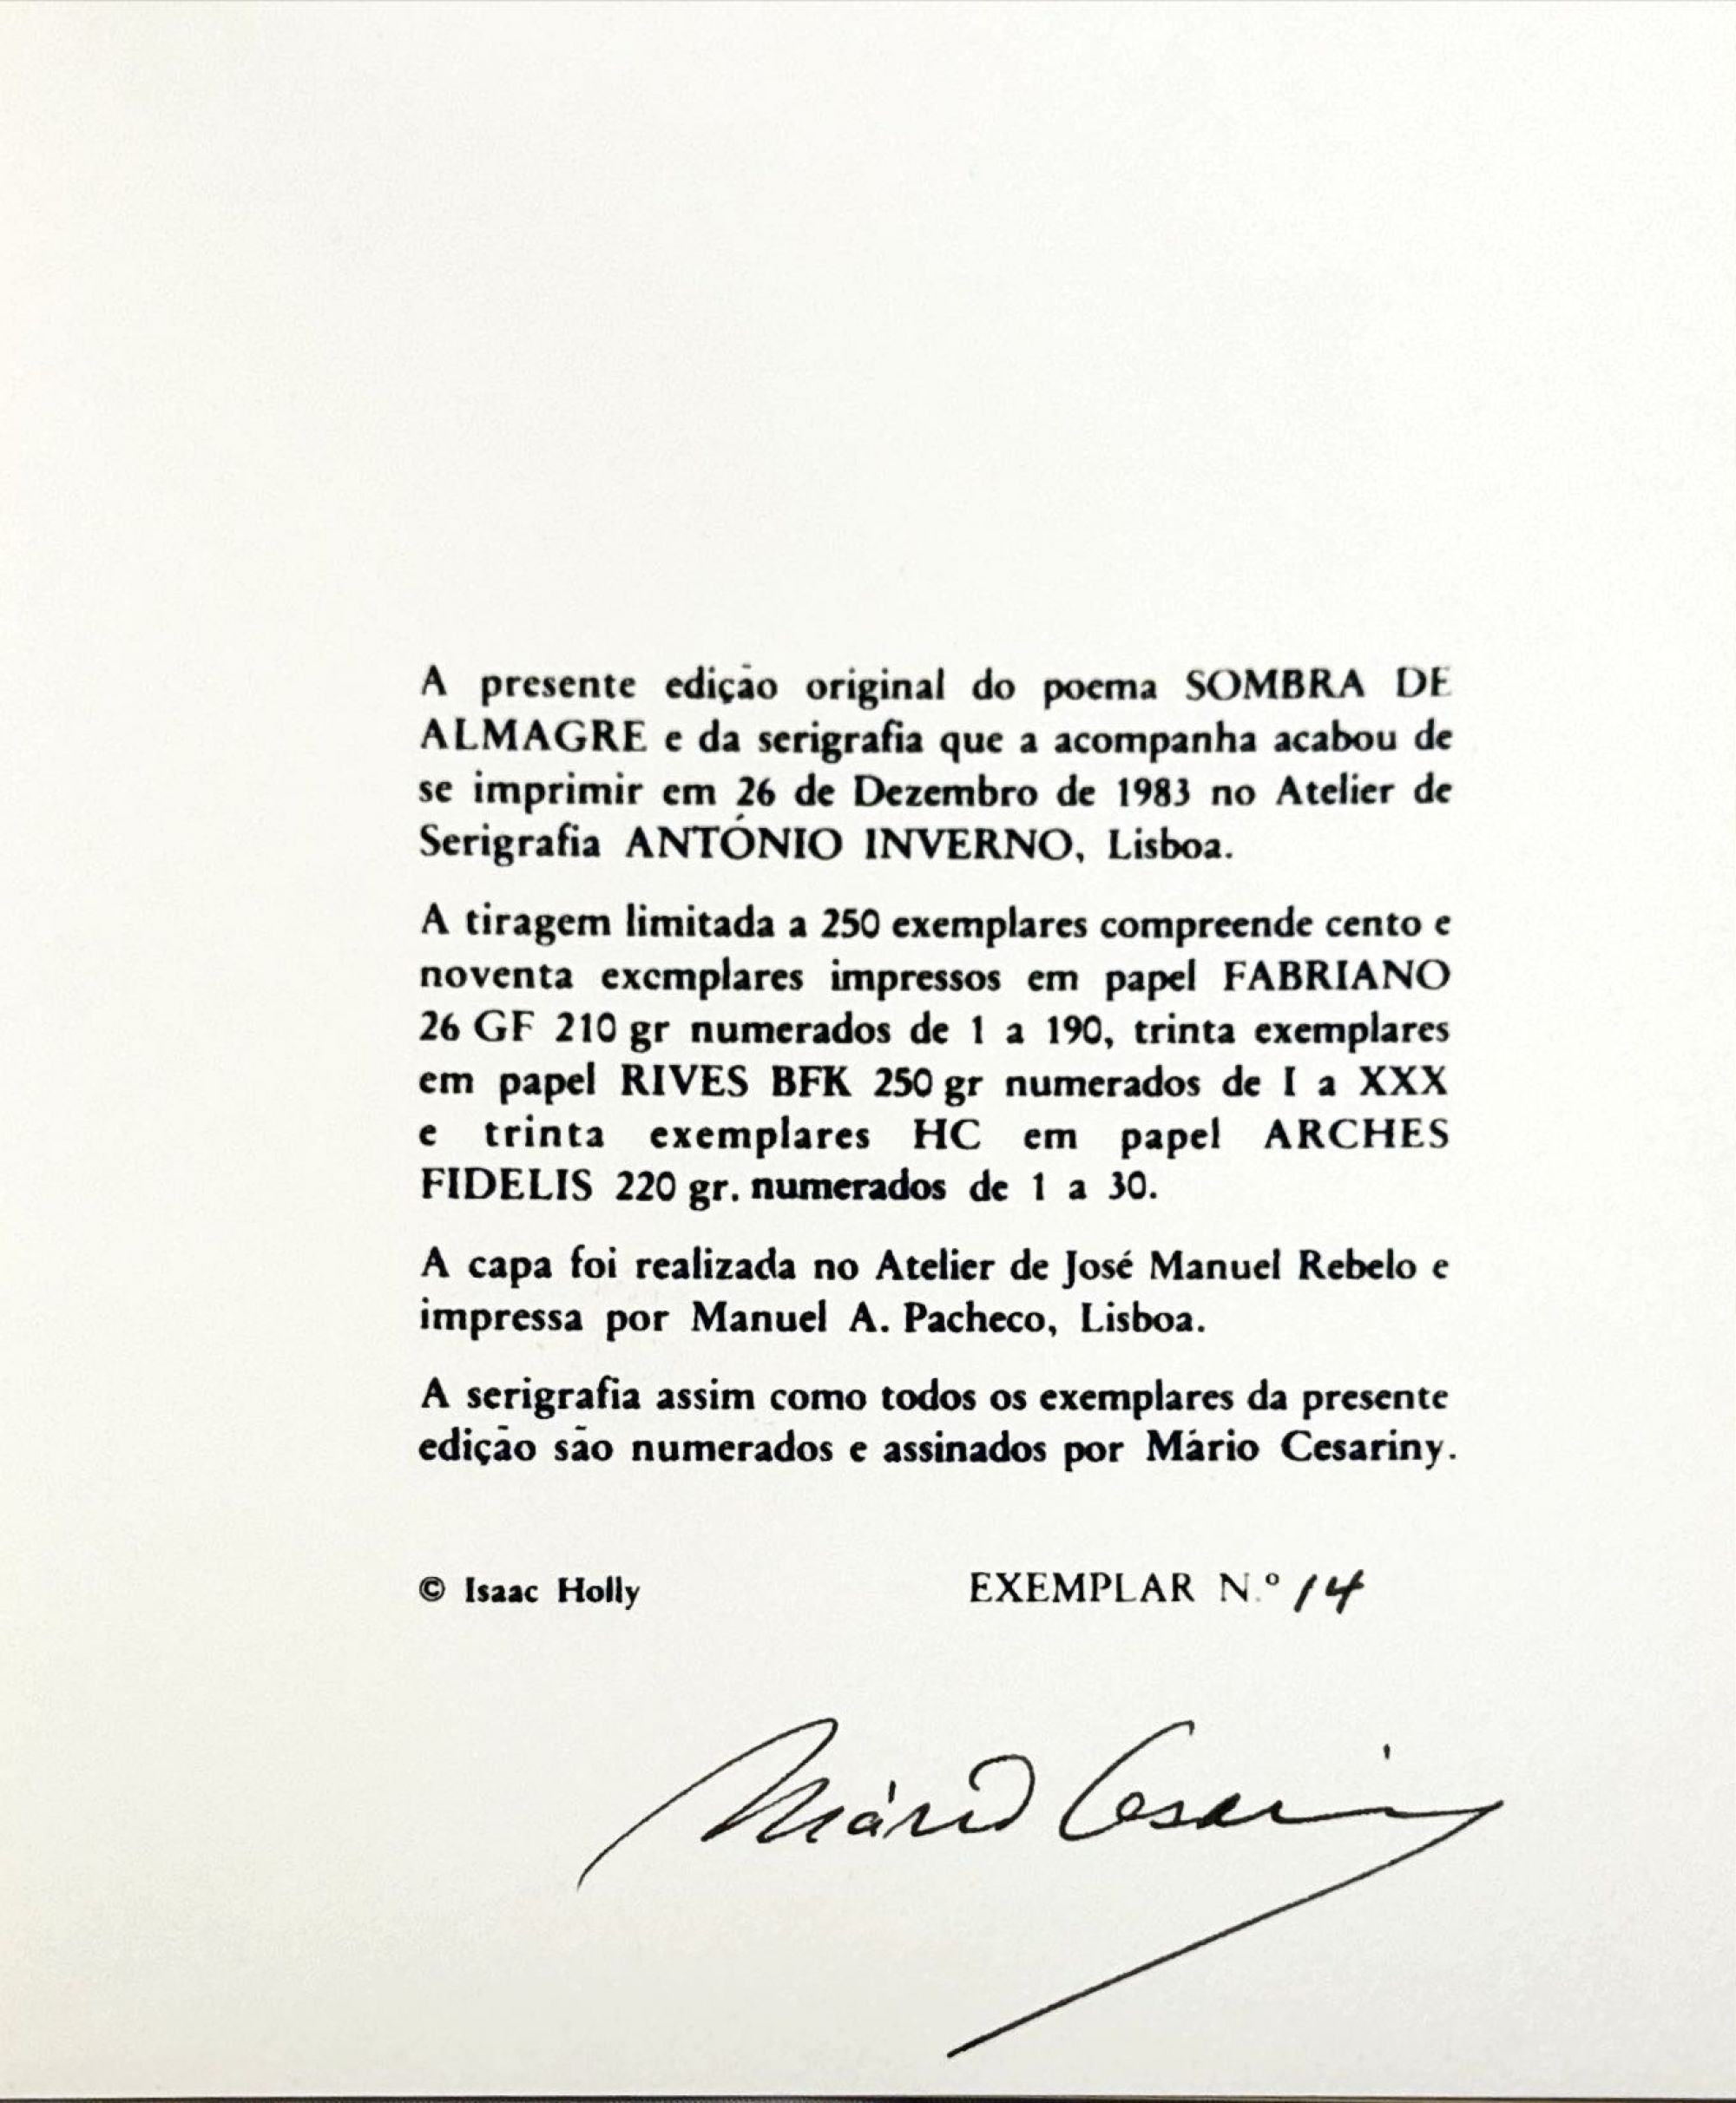 A presente edição original do poema SOMBRA DE
ALMAGRE e da serigrafia que a acompanha acabou de
se imprimir em 26 de Dezembro de 1983 no Atelier de
Serigrafia ANTÓNIO INVERNO, Lisboa.
A tiragem limitada a 250 exemplares compreende cento e
noventa exemplares impressos em papel FABRIANO
26 GF 210 gr numerados de 1 a 190, trinta exemplares
em papel RIVES BFK 250 gr numerados de I a XXX
e trinta exemplares HC em papel ARCHES
FIDELIS 220 gr. numerados de 1 a 30.
A capa foi realizada no Atelier de José Manuel Rebelo e
impressa por Manuel A. Pacheco, Lisboa.
A serigrafia assim como todos os exemplares da presente
edição são numerados e assinados por Mário Cesariny.
© Isaac Holly EXEMPLAR N.º 14
Mário Cesariny